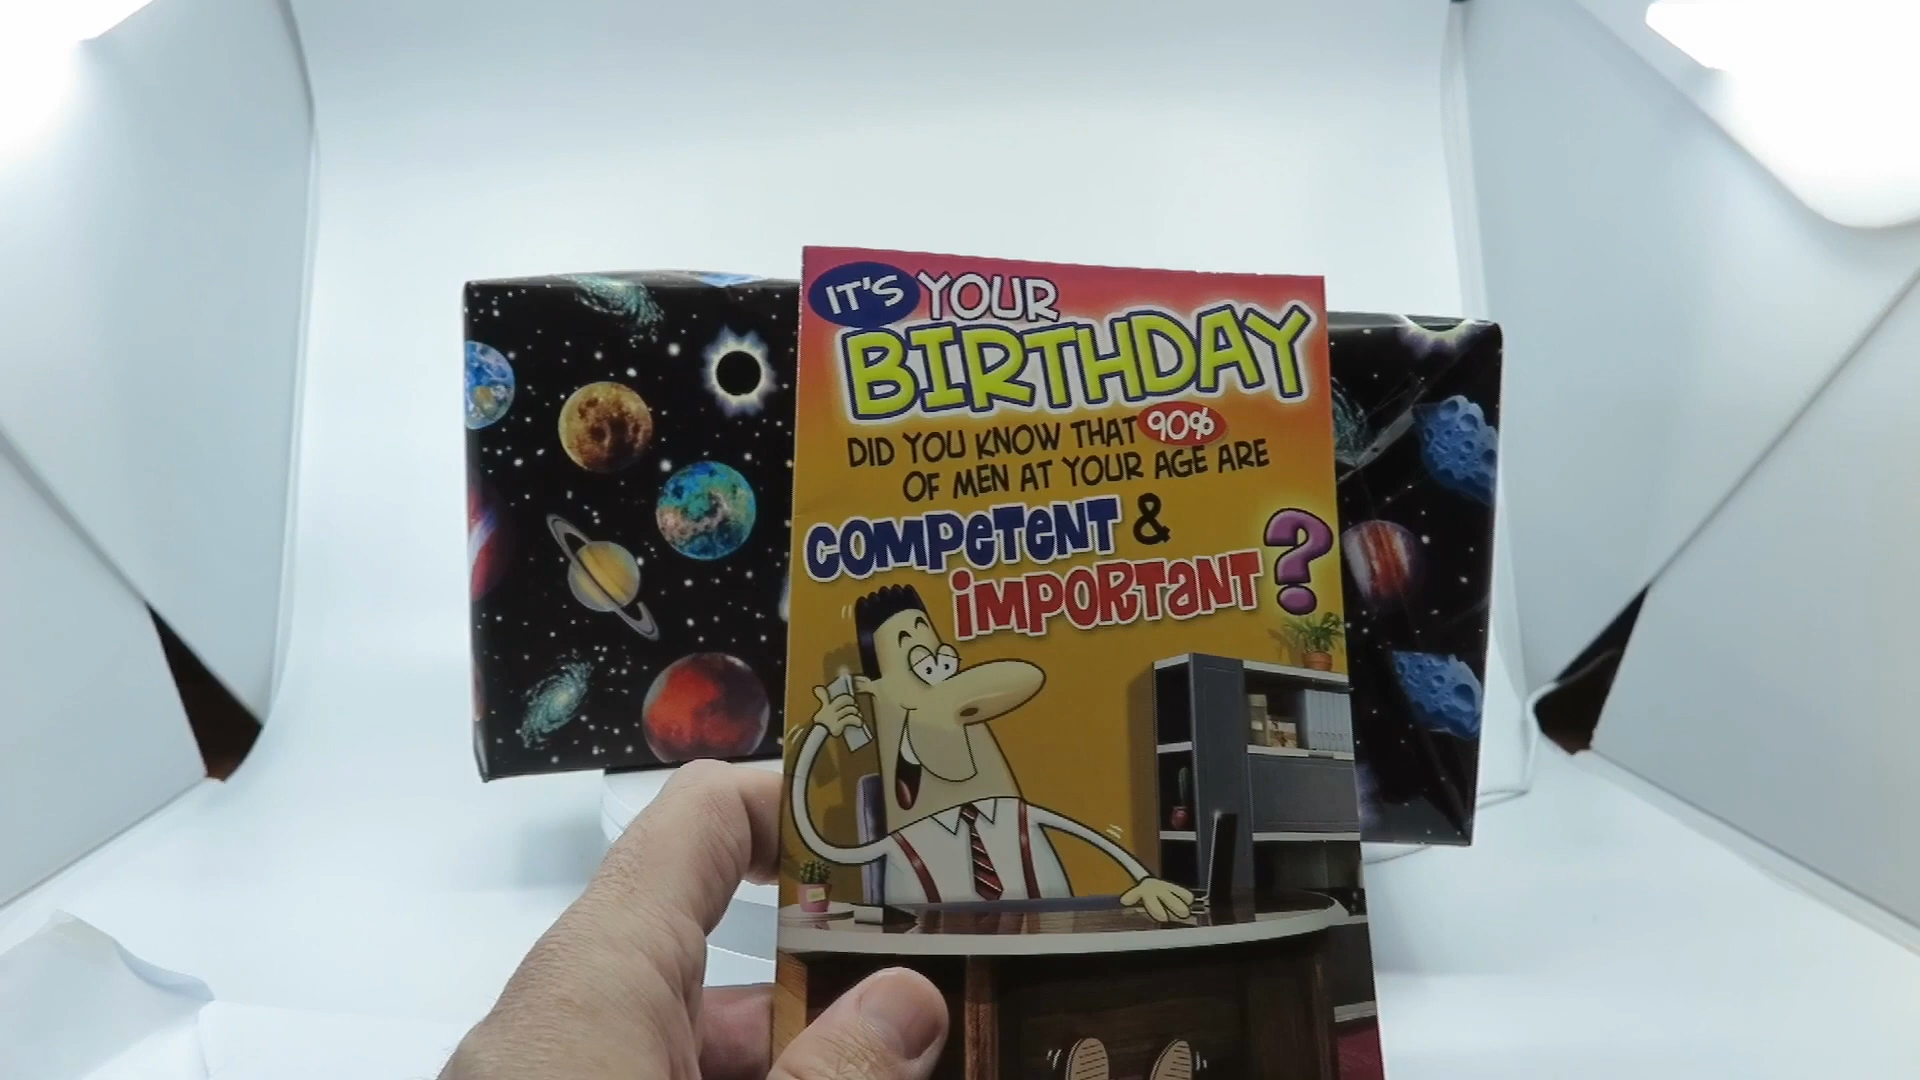 IT'S YOUR
BIRTHDAY
DID YOU KNOW THAT 90%
OF MEN AT YOUR AGE ARE
COMPETENT &
IMPORTANT?